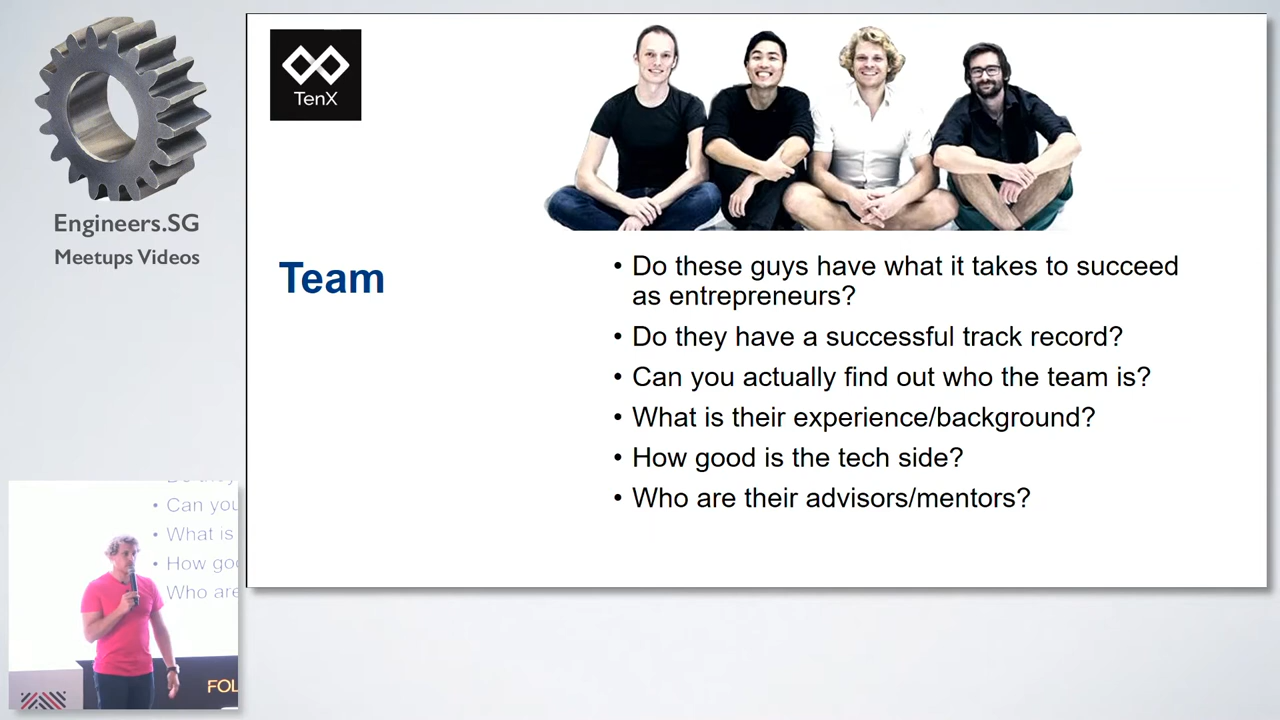 TenX
Engineers.SG
Meetups Videos
Team
• Do these guys have what it takes to succeed
as entrepreneurs?
• Do they have a successful track record?
• Can you actually find out who the team is?
• What is their experience/background?
• How good is the tech side?
• Who are their advisors/mentors?
• Can you
• What is
• How
Who are
FOL